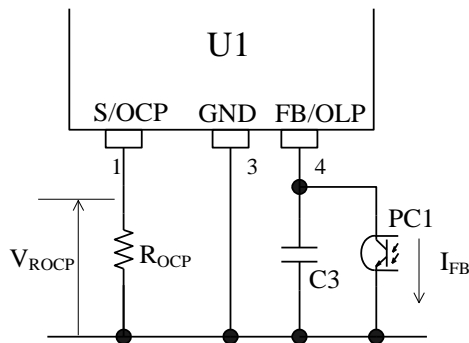 U1
S/OCP GND FB/OLP
1 3 4
PC1
VROCP ROCP C3 IFB